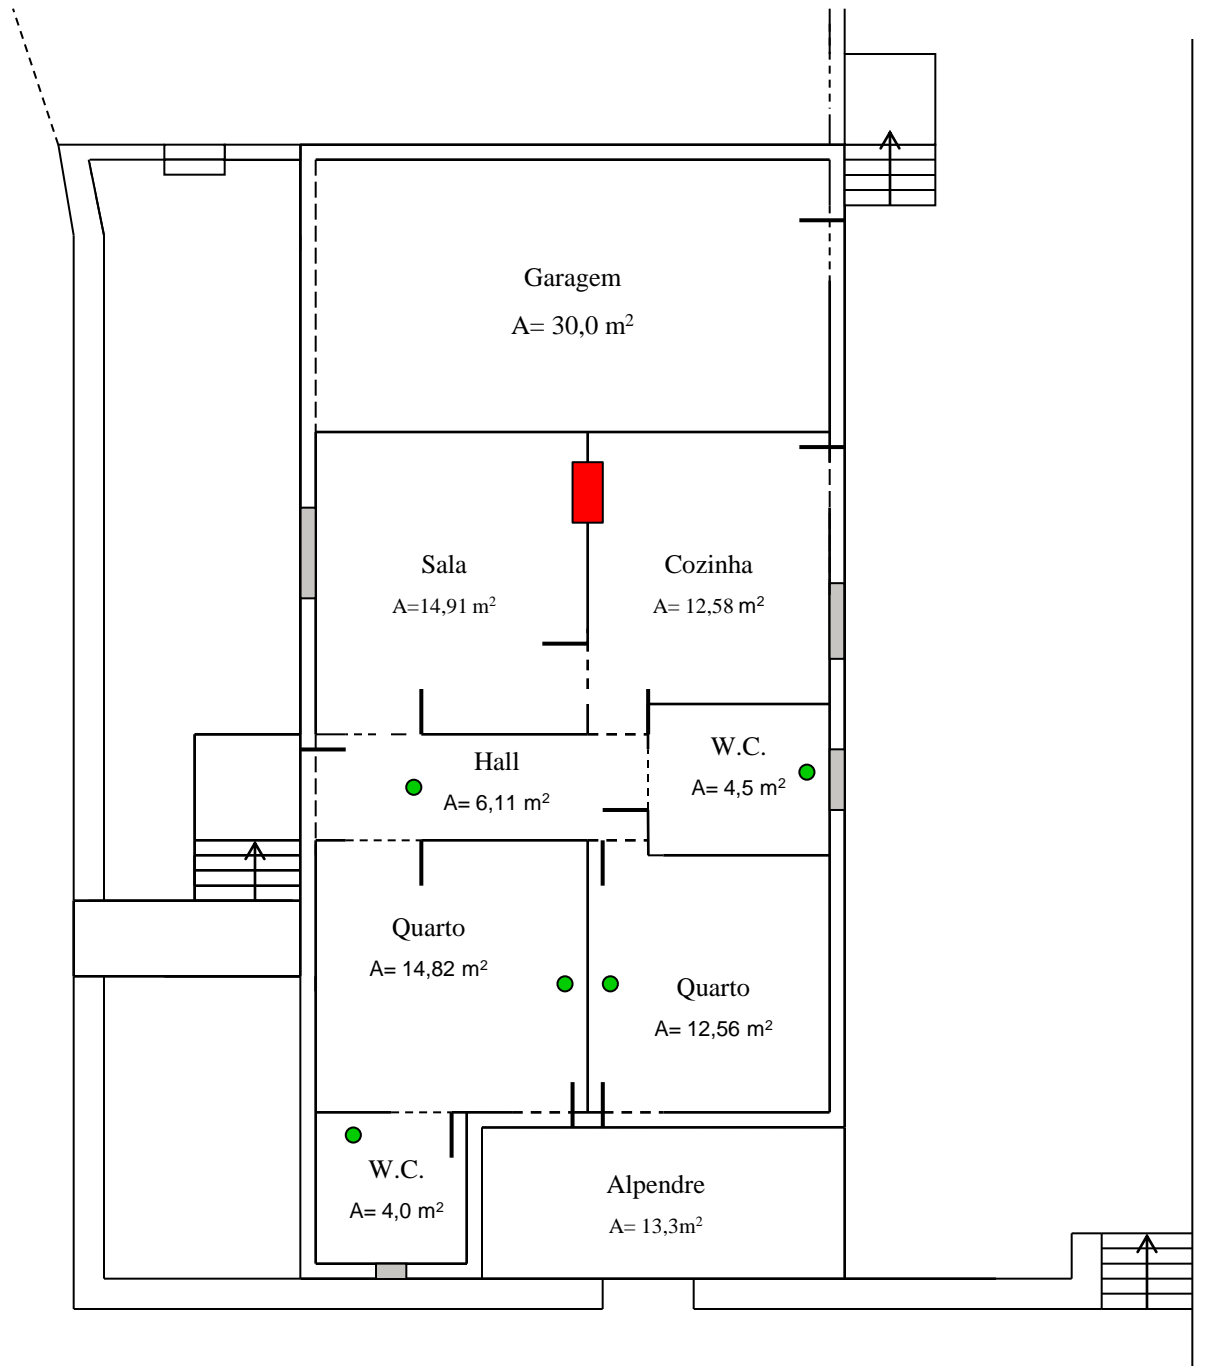 Garagem
A= 30,0 m²
Sala
A=14,91 m²
Cozinha
A= 12,58 m²
Hall
A= 6,11 m²
W.C.
A= 4,5 m²
Quarto
A= 14,82 m²
Quarto
A= 12,56 m²
W.C.
A= 4,0 m²
Alpendre
A= 13,3m²